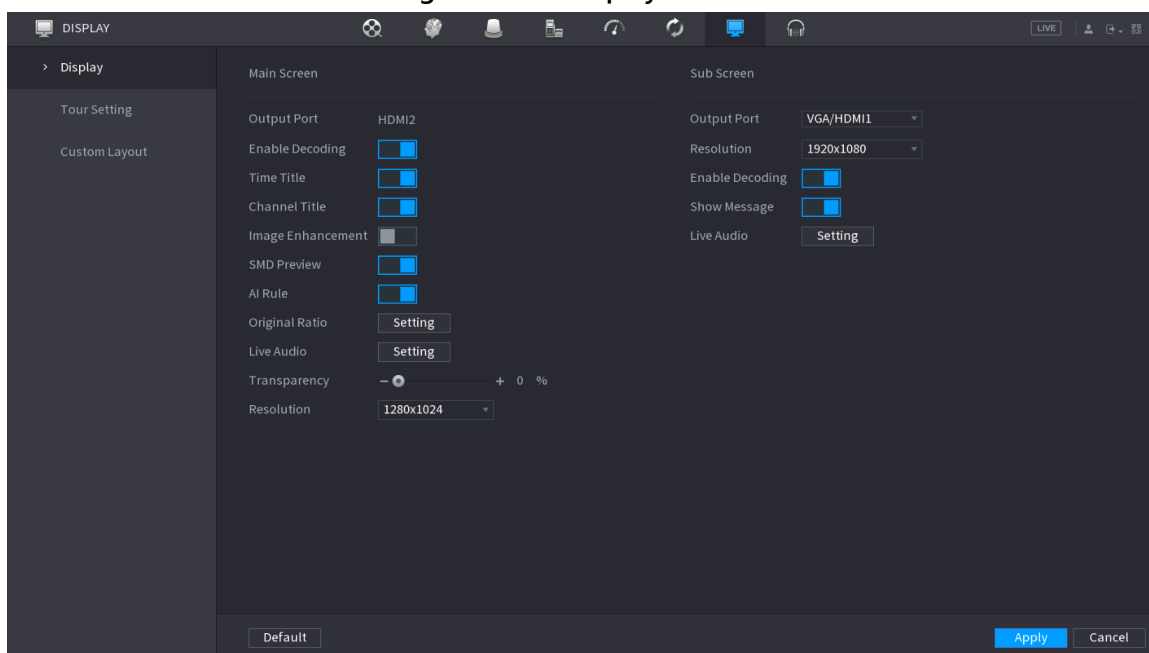 DISPLAY
LIVE
Display
Tour Setting
Custom Layout
Main Screen
Output Port HDMI2
Enable Decoding
Time Title
Channel Title
Image Enhancement
SMD Preview
AI Rule
Original Ratio Setting
Live Audio Setting
Transparency - + 0 %
Resolution 1280x1024
Sub Screen
Output Port VGA/HDMI1
Resolution 1920x1080
Enable Decoding
Show Message
Live Audio Setting
Default
Apply
Cancel